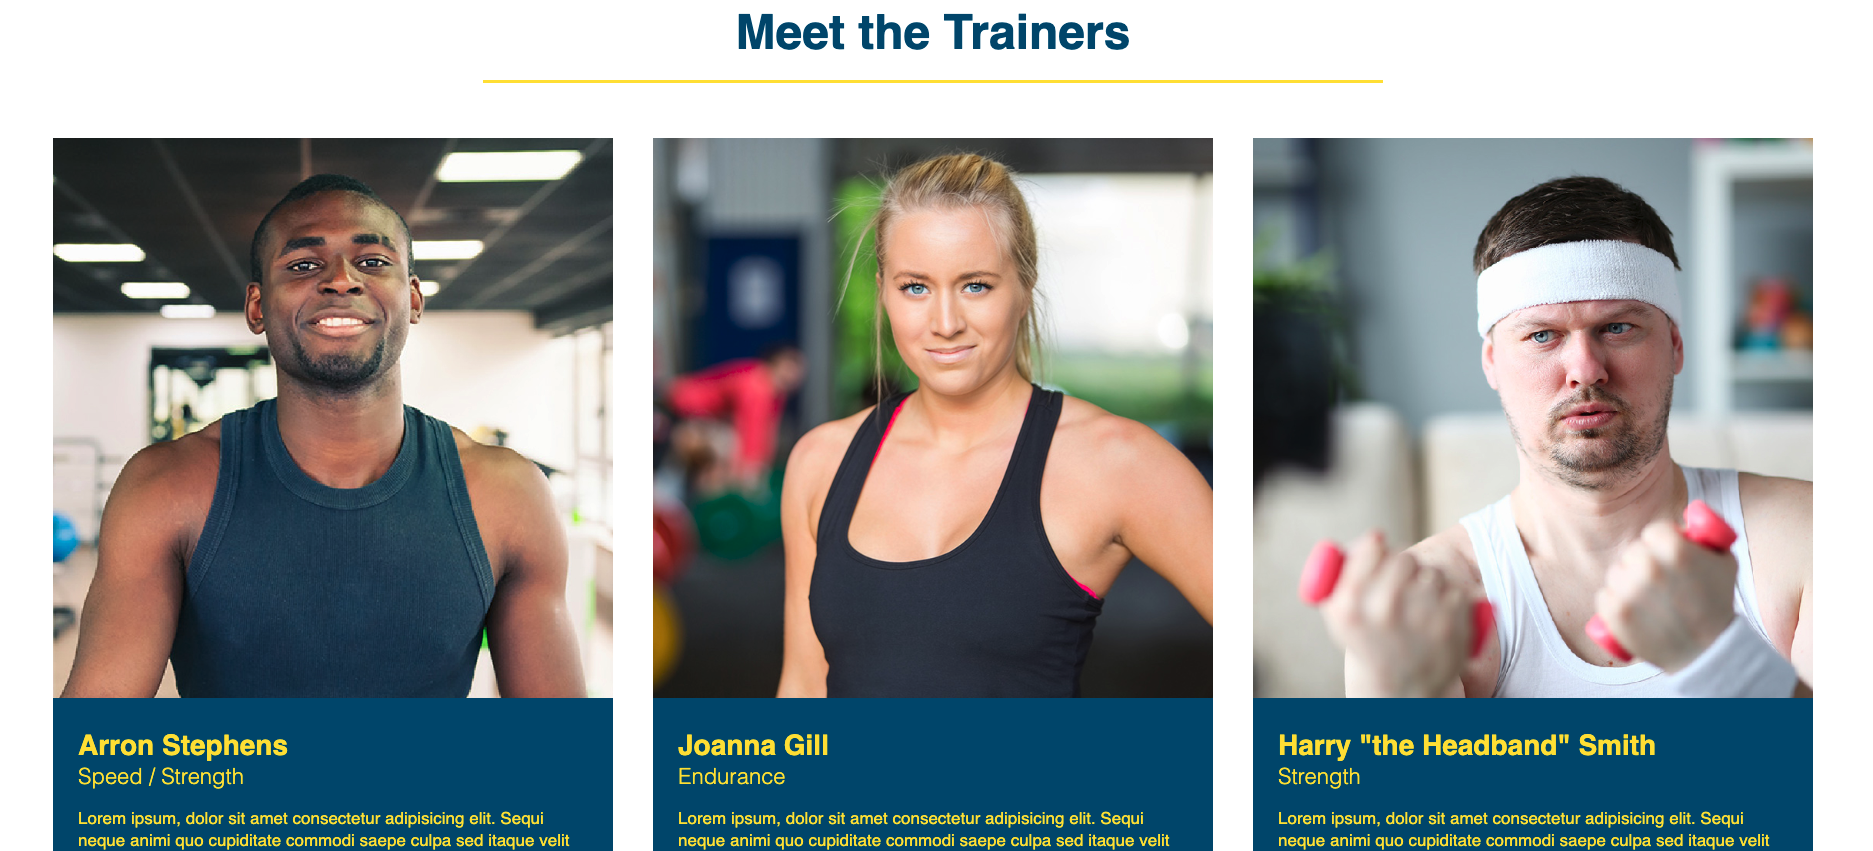 Meet the Trainers
Arron Stephens
Speed / Strength
Lorem ipsum, dolor sit amet consectetur adipisicing elit. Sequi
neque animi quo cupiditate commodi saepe culpa sed itaque velit
Joanna Gill
Endurance
Lorem ipsum, dolor sit amet consectetur adipisicing elit. Sequi
neque animi quo cupiditate commodi saepe culpa sed itaque velit
Harry "the Headband" Smith
Strength
Lorem ipsum, dolor sit amet consectetur adipisicing elit. Sequi
neque animi quo cupiditate commodi saepe culpa sed itaque velit